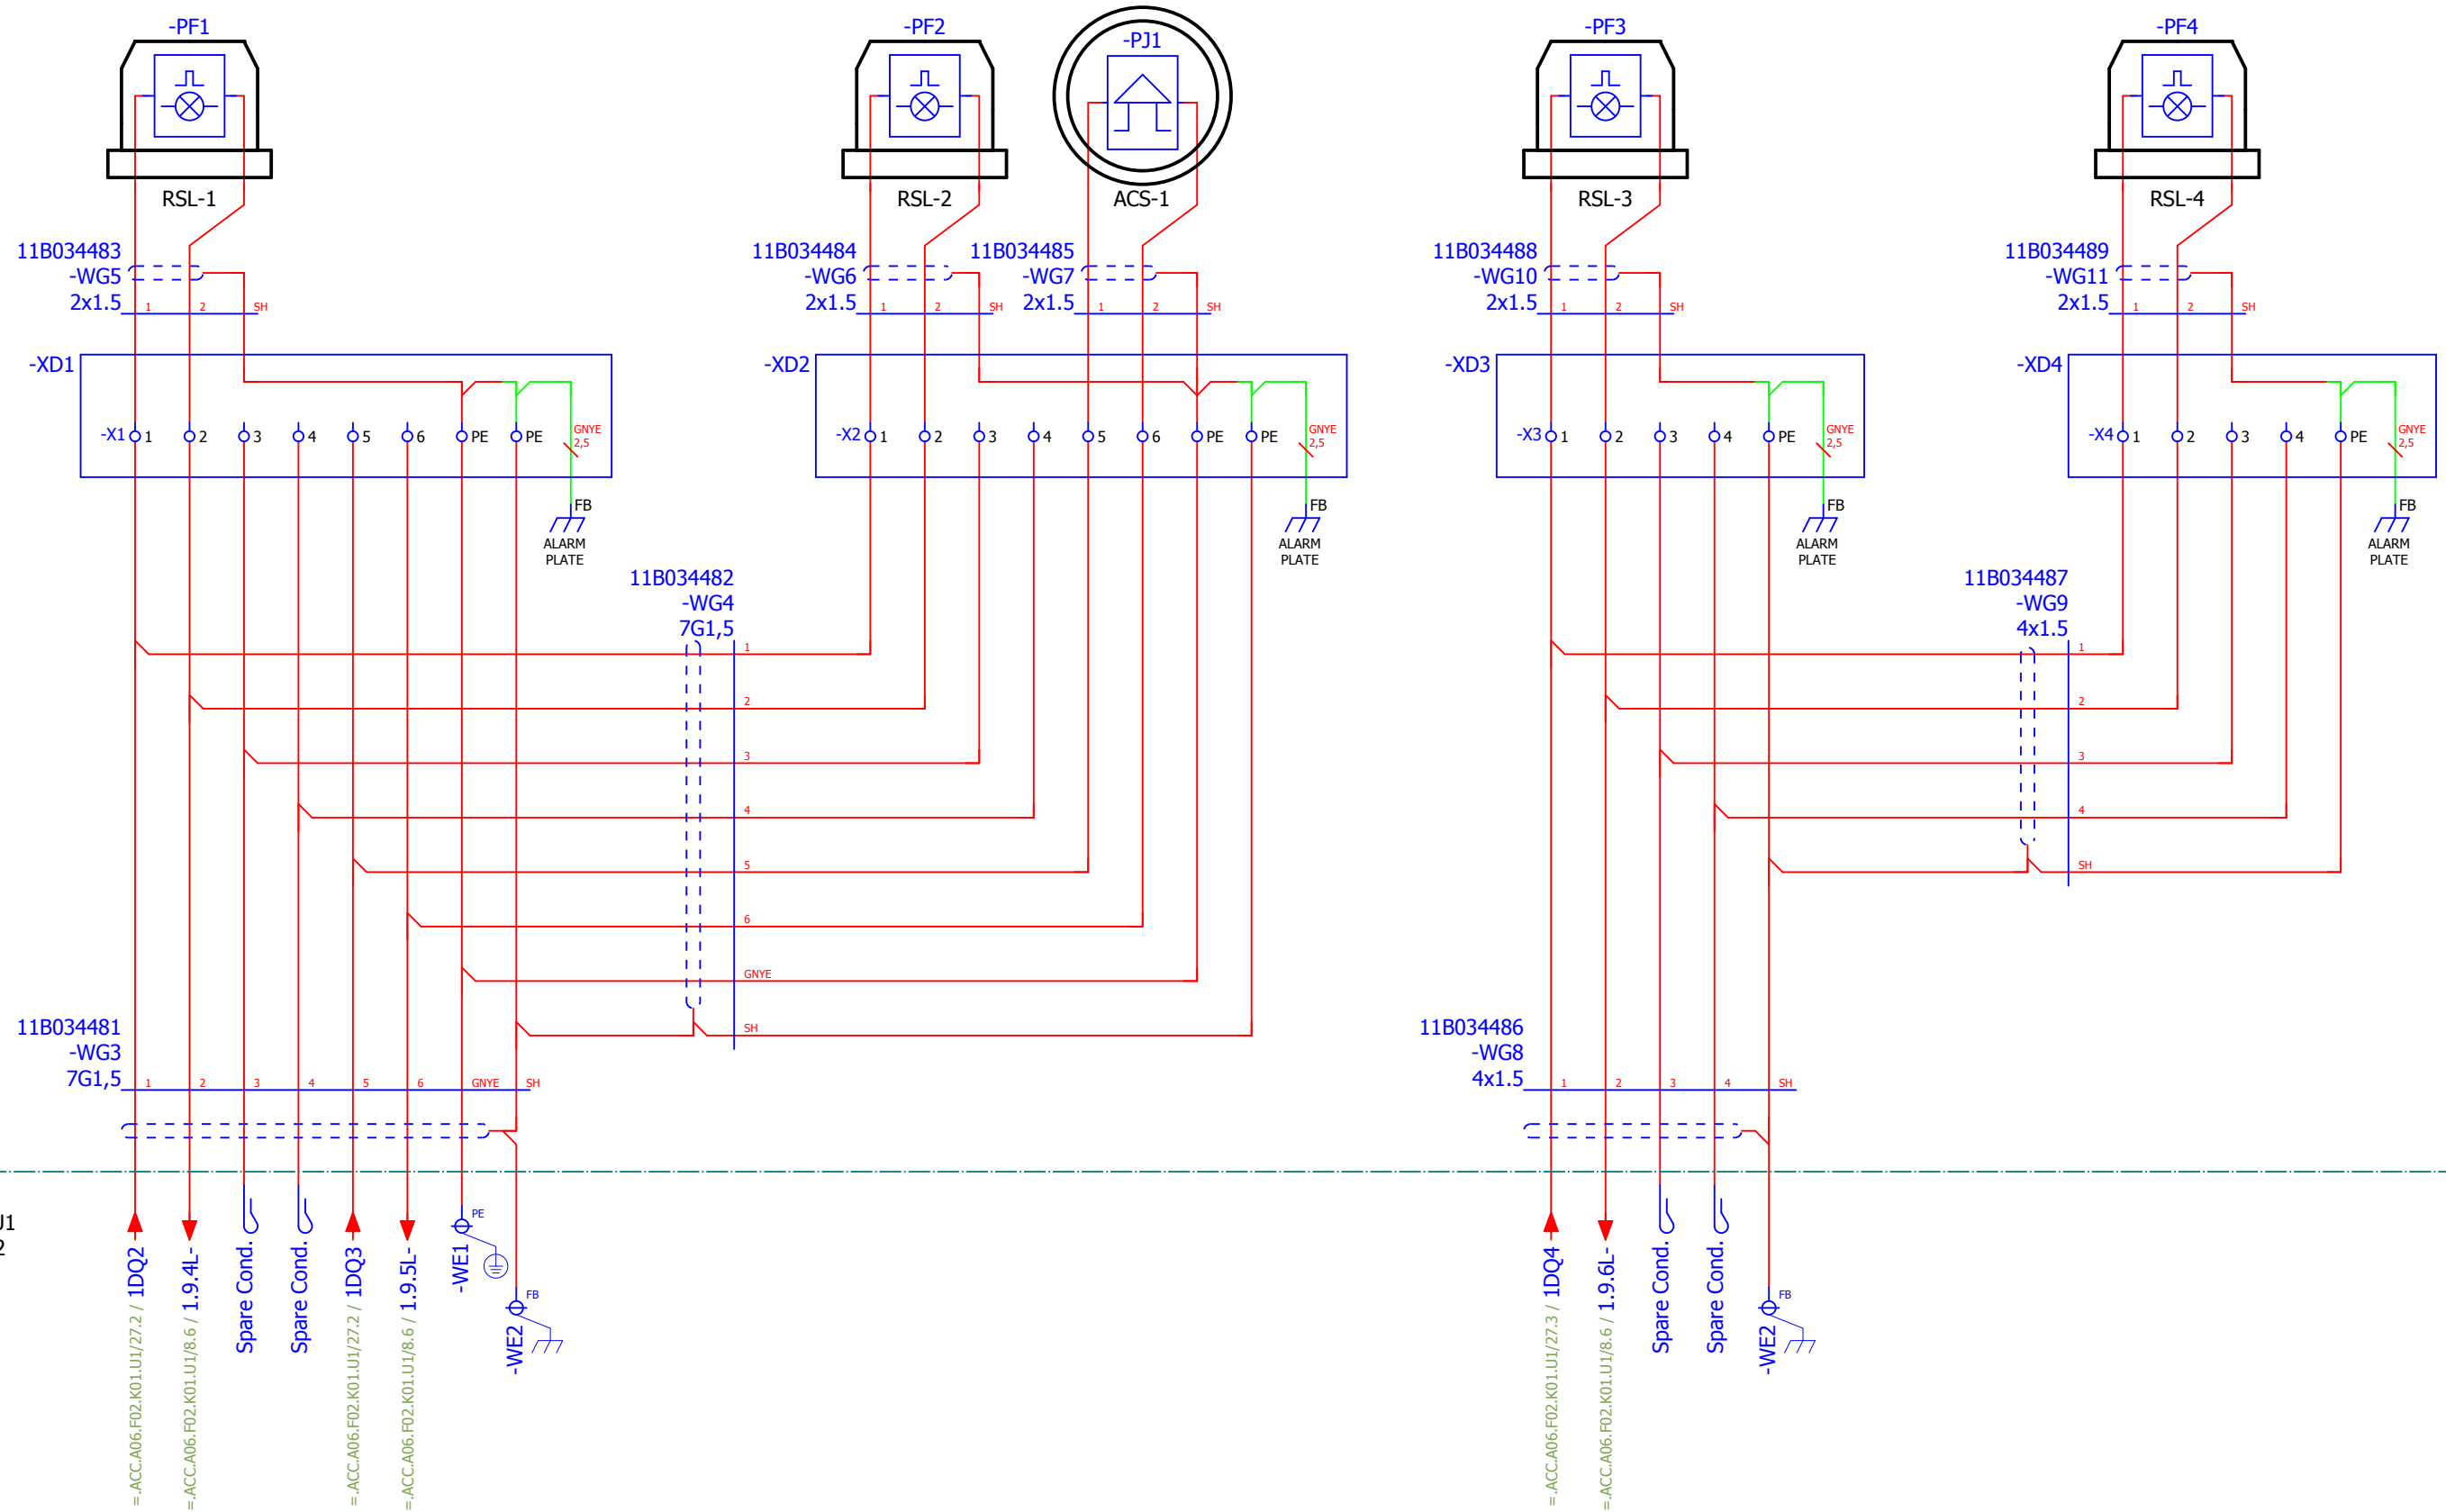 -PF1
-PF2
-PJ1
-PF3
-PF4
RSL-1
RSL-2
ACS-1
RSL-3
RSL-4
11B034483
-WG5
2x1.5
1 2 SH
11B034484
-WG6
2x1.5
1 2 SH
11B034485
-WG7
2x1.5
1 2 SH
11B034488
-WG10
2x1.5
1 2 SH
11B034489
-WG11
2x1.5
1 2 SH
-XD1
-X1 1 2 3 4 5 6 PE PE
GNYE
2,5
FB
ALARM
PLATE
-XD2
-X2 1 2 3 4 5 6 PE PE
GNYE
2,5
FB
ALARM
PLATE
-XD3
-X3 1 2 3 4 PE
GNYE
2,5
FB
ALARM
PLATE
-XD4
-X4 1 2 3 4 PE
GNYE
2,5
FB
ALARM
PLATE
11B034482
-WG4
7G1,5
1
2
3
4
5
6
GNYE
SH
11B034487
-WG9
4x1.5
1
2
3
4
SH
11B034481
-WG3
7G1,5
1 2 3 4 5 6 GNYE SH
11B034486
-WG8
4x1.5
1 2 3 4 SH
J1
2
=.ACC.A06.F02.K01.U1/27.2 / 1DQ2
=.ACC.A06.F02.K01.U1/8.6 / 1.9.4L-
Spare Cond.
Spare Cond.
=.ACC.A06.F02.K01.U1/27.2 / 1DQ3
=.ACC.A06.F02.K01.U1/8.6 / 1.9.5L-
-WE1
PE
-WE2
FB
=.ACC.A06.F02.K01.U1/27.3 / 1DQ4
=.ACC.A06.F02.K01.U1/8.6 / 1.9.6L-
Spare Cond.
Spare Cond.
-WE2
FB